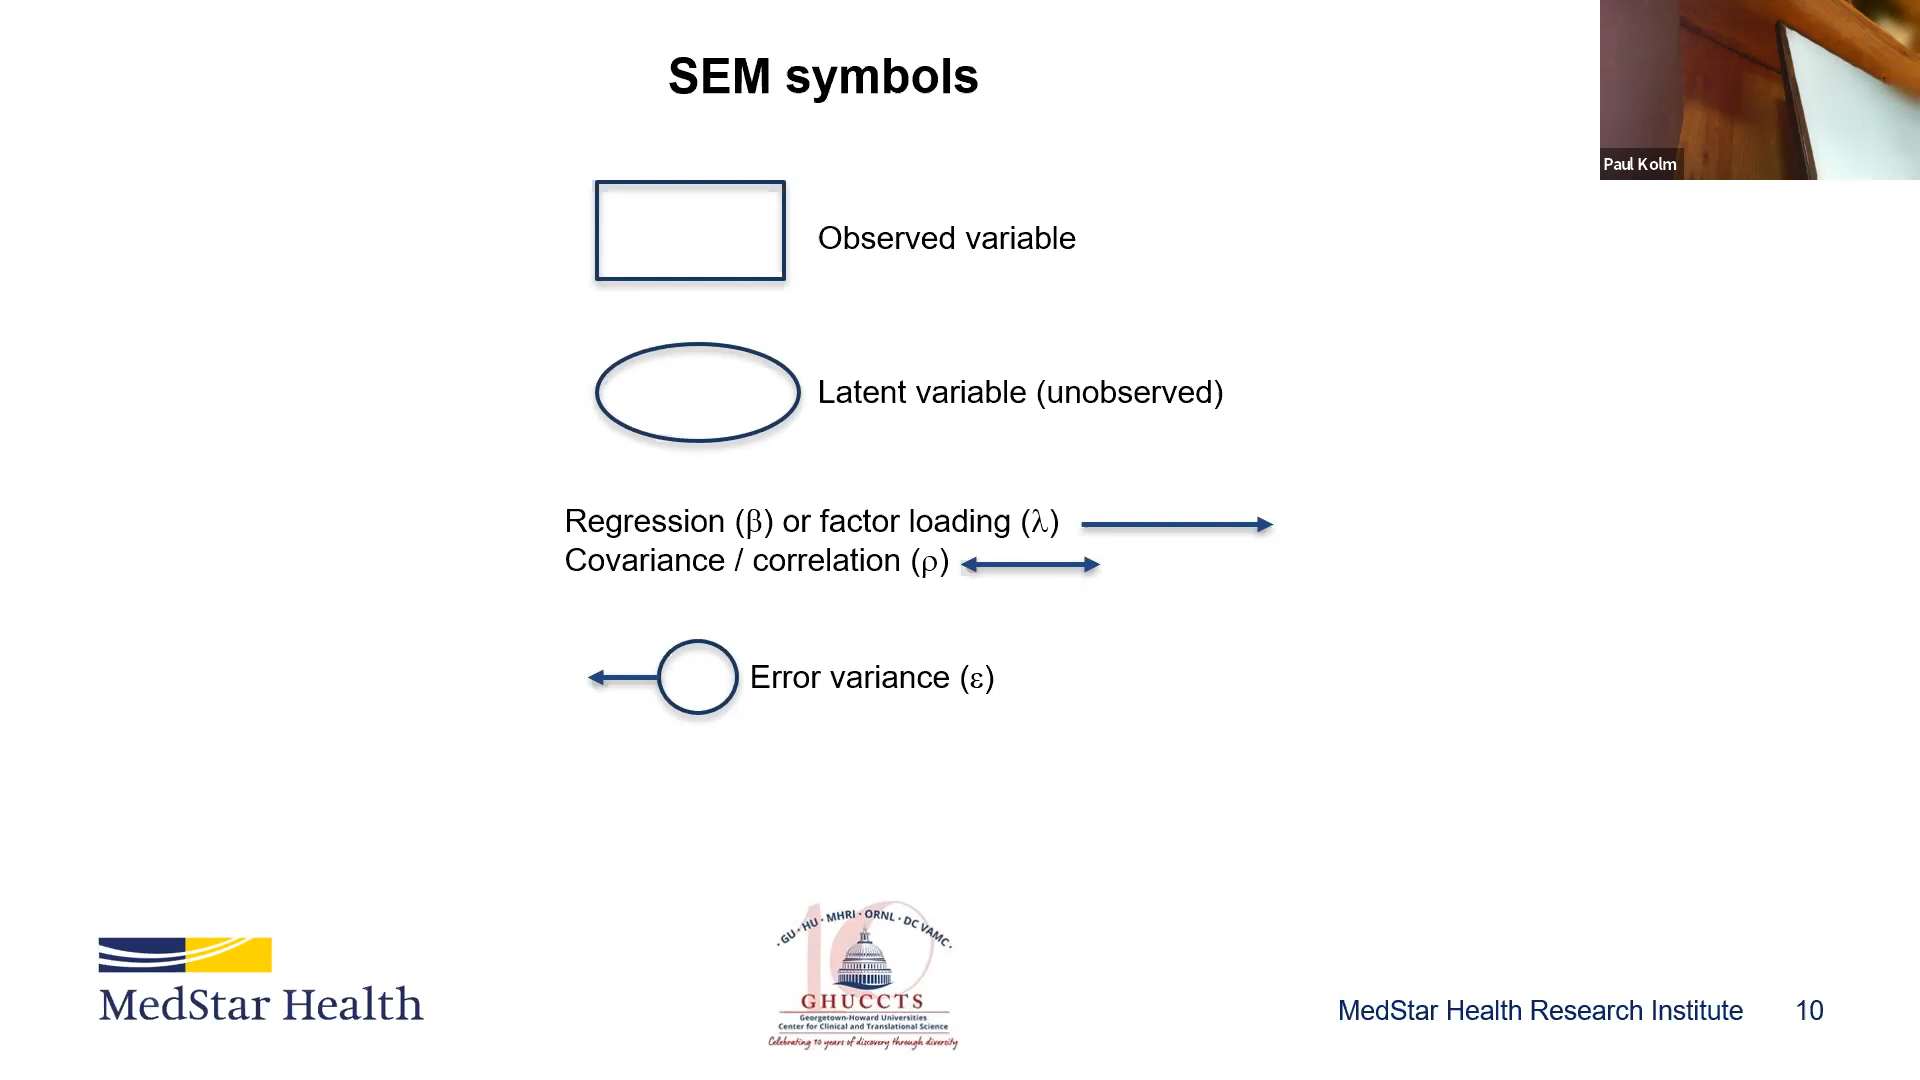 SEM symbols
Paul Kolm
Observed variable
Latent variable (unobserved)
Regression (β) or factor loading (λ)
Covariance / correlation (ρ)
Error variance (ε)
MedStar Health
· GU · HU · MHRI · ORNL · DC VAMC ·
10
GHUCCTS
Georgetown-Howard Universities
Center for Clinical and Translational Science
Celebrating 10 years of discovery through diversity
MedStar Health Research Institute 10